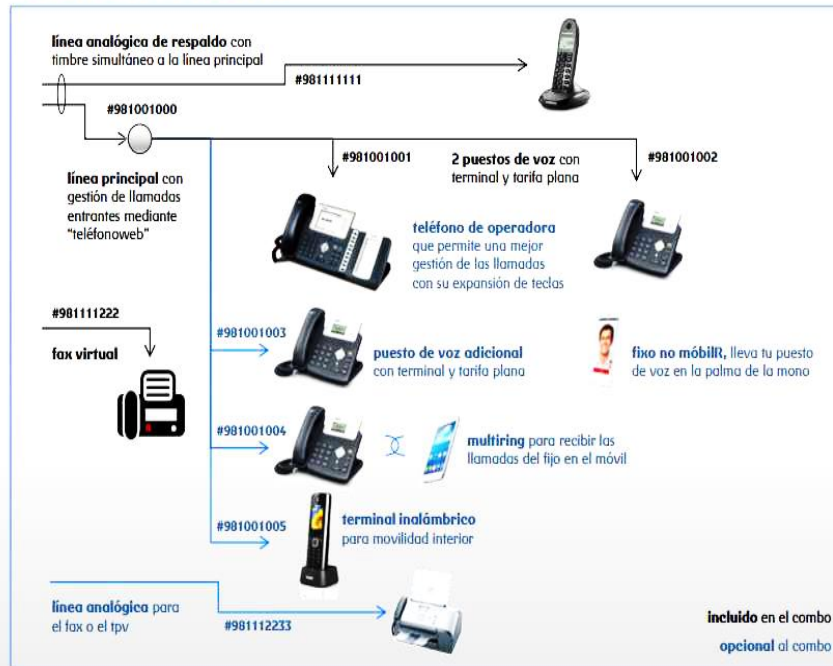 línea analógica de respaldo con
timbre simultáneo a la línea principal
#981111111
#981001000
línea principal con
gestión de llamadas
entrantes mediante
"teléfonoweb"
#981001001
2 puestos de voz con
terminal y tarifa plana
#981001002
teléfono de operadora
que permite una mejor
gestión de las llamadas
con su expansión de teclas
#981111222
fax virtual
#981001003
puesto de voz adicional
con terminal y tarifa plana
fixo no móbilR, lleva tu puesto
de voz en la palma de la mono
#981001004
multiring para recibir las
llamadas del fijo en el móvil
#981001005
terminal inalámbrico
para movilidad interior
línea analógica para
el fax o el tpv
#981112233
incluido en el combo
opcional al combo